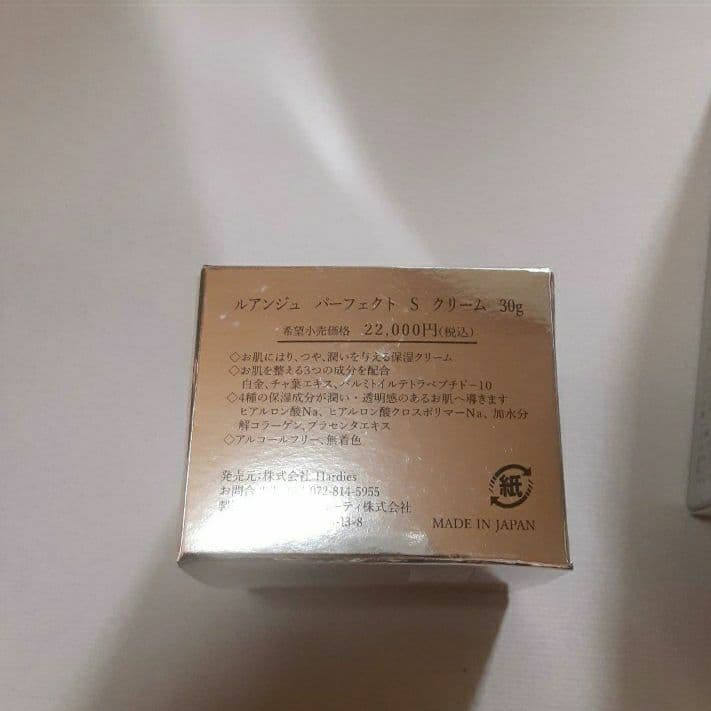 ルアンジュ パーフェクト S クリーム 30g
希望小売価格 22,000円(税込)
◇お肌にはり、つや、潤いを与える保湿クリーム
◇お肌を整える3つの成分を配合
白金、チャ葉エキス、パルミトイルテトラペプチド-10
◇4種の保湿成分が潤い・透明感のあるお肌へ導きます
ヒアルロン酸Na、ヒアルロン酸クロスポリマーNa、加水分
解コラーゲン、プラセンタエキス
◇アルコールフリー、無着色
発売元:株式会社 Hardies
お問合 072-814-5955
製 ーティ株式会社
13-8
紙
MADE IN JAPAN